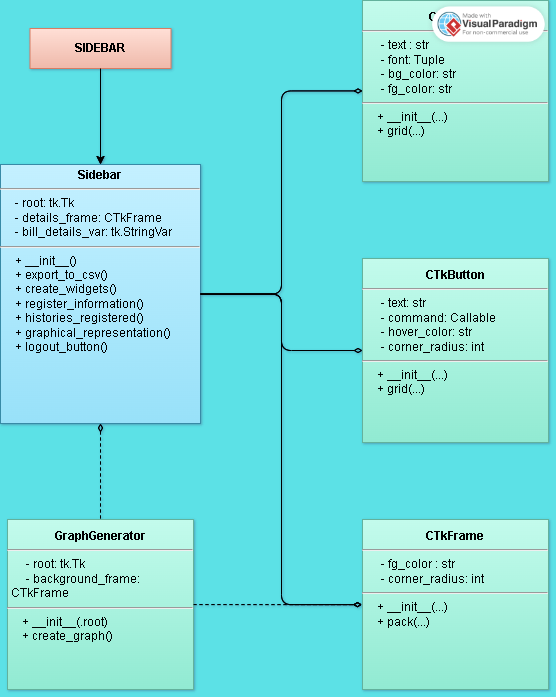 Made with
VisualParadigm
For non-commercial use
SIDEBAR
- text : str
- font: Tuple
- bg_color: str
- fg_color: str
+ __init__(...)
+ grid(...)
Sidebar
- root: tk.Tk
- details_frame: CTkFrame
- bill_details_var: tk.StringVar
+ __init__()
+ export_to_csv()
+ create_widgets()
+ register_information()
+ histories_registered()
+ graphical_representation()
+ logout_button()
CTkButton
- text: str
- command: Callable
- hover_color: str
- corner_radius: int
+ __init__(...)
+ grid(...)
GraphGenerator
- root: tk.Tk
- background_frame:
CTkFrame
+ __init__(.root)
+ create_graph()
CTkFrame
- fg_color : str
- corner_radius: int
+ __init__(...)
+ pack(...)